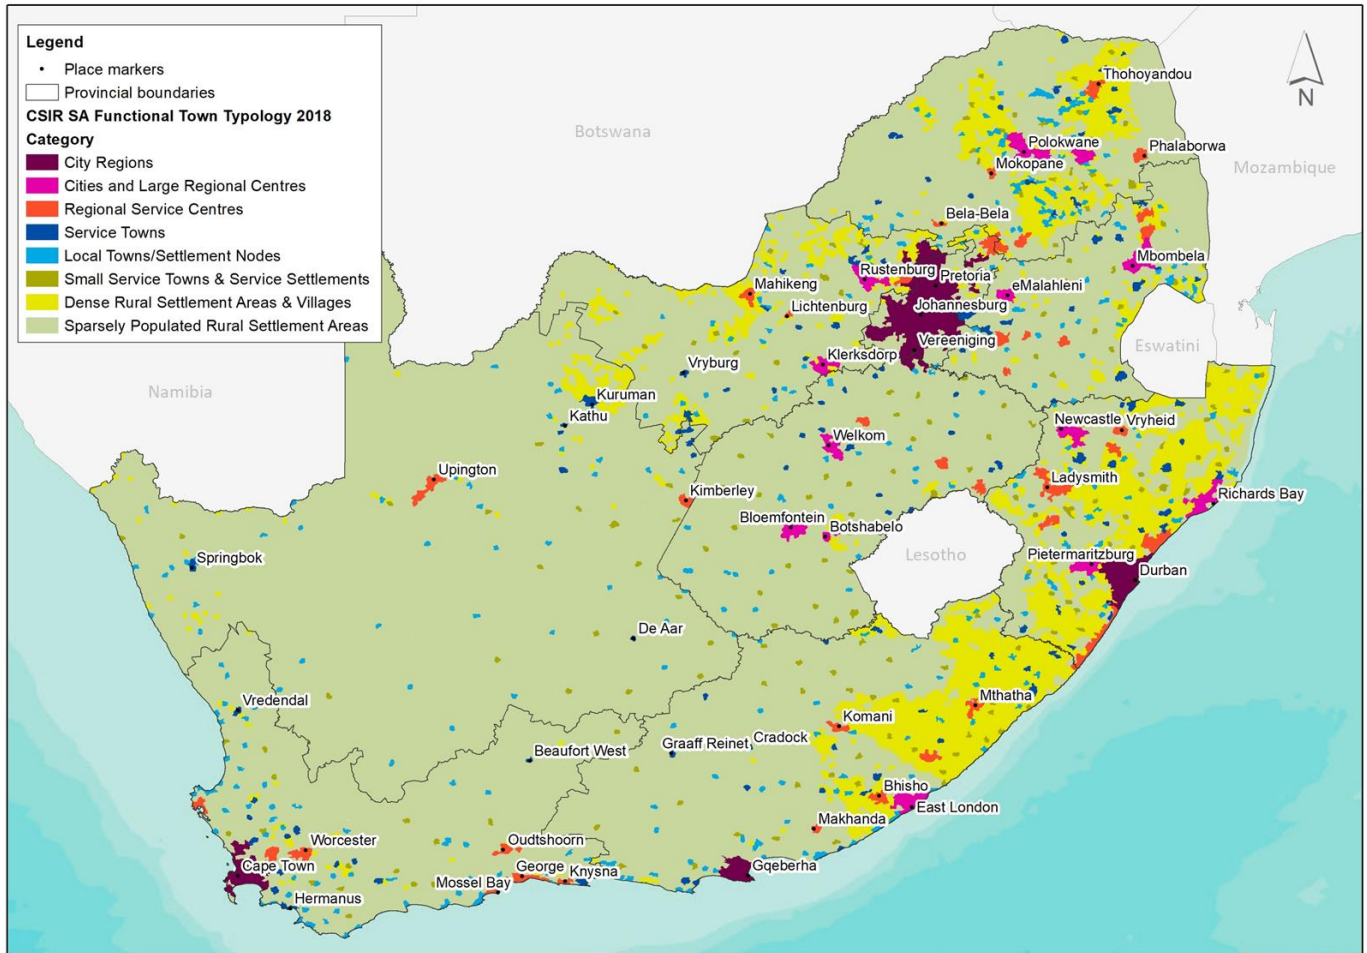 Legend
Place markers
Provincial boundaries
CSIR SA Functional Town Typology 2018
Category
City Regions
Cities and Large Regional Centres
Regional Service Centres
Service Towns
Local Towns/Settlement Nodes
Small Service Towns & Service Settlements
Dense Rural Settlement Areas & Villages
Sparsely Populated Rural Settlement Areas
N
Botswana
Thohoyandou
Polokwane
Phalaborwa
Mokopane
Mozambique
Bela-Bela
Mbombela
Rustenburg
Pretoria
Mahikeng
eMalahleni
Lichtenburg
Johannesburg
Vereeniging
Eswatini
Klerksdorp
Vryburg
Namibia
Kuruman
Kathu
Newcastle
Vryheid
Welkom
Upington
Ladysmith
Kimberley
Richards Bay
Bloemfontein
Botshabelo
Lesotho
Pietermaritzburg
Springbok
Durban
De Aar
Mthatha
Vredendal
Komani
Cradock
Graaff Reinet
Beaufort West
Bhisho
East London
Makhanda
Worcester
Oudtshoorn
Cape Town
George
Knysna
Gqeberha
Mossel Bay
Hermanus